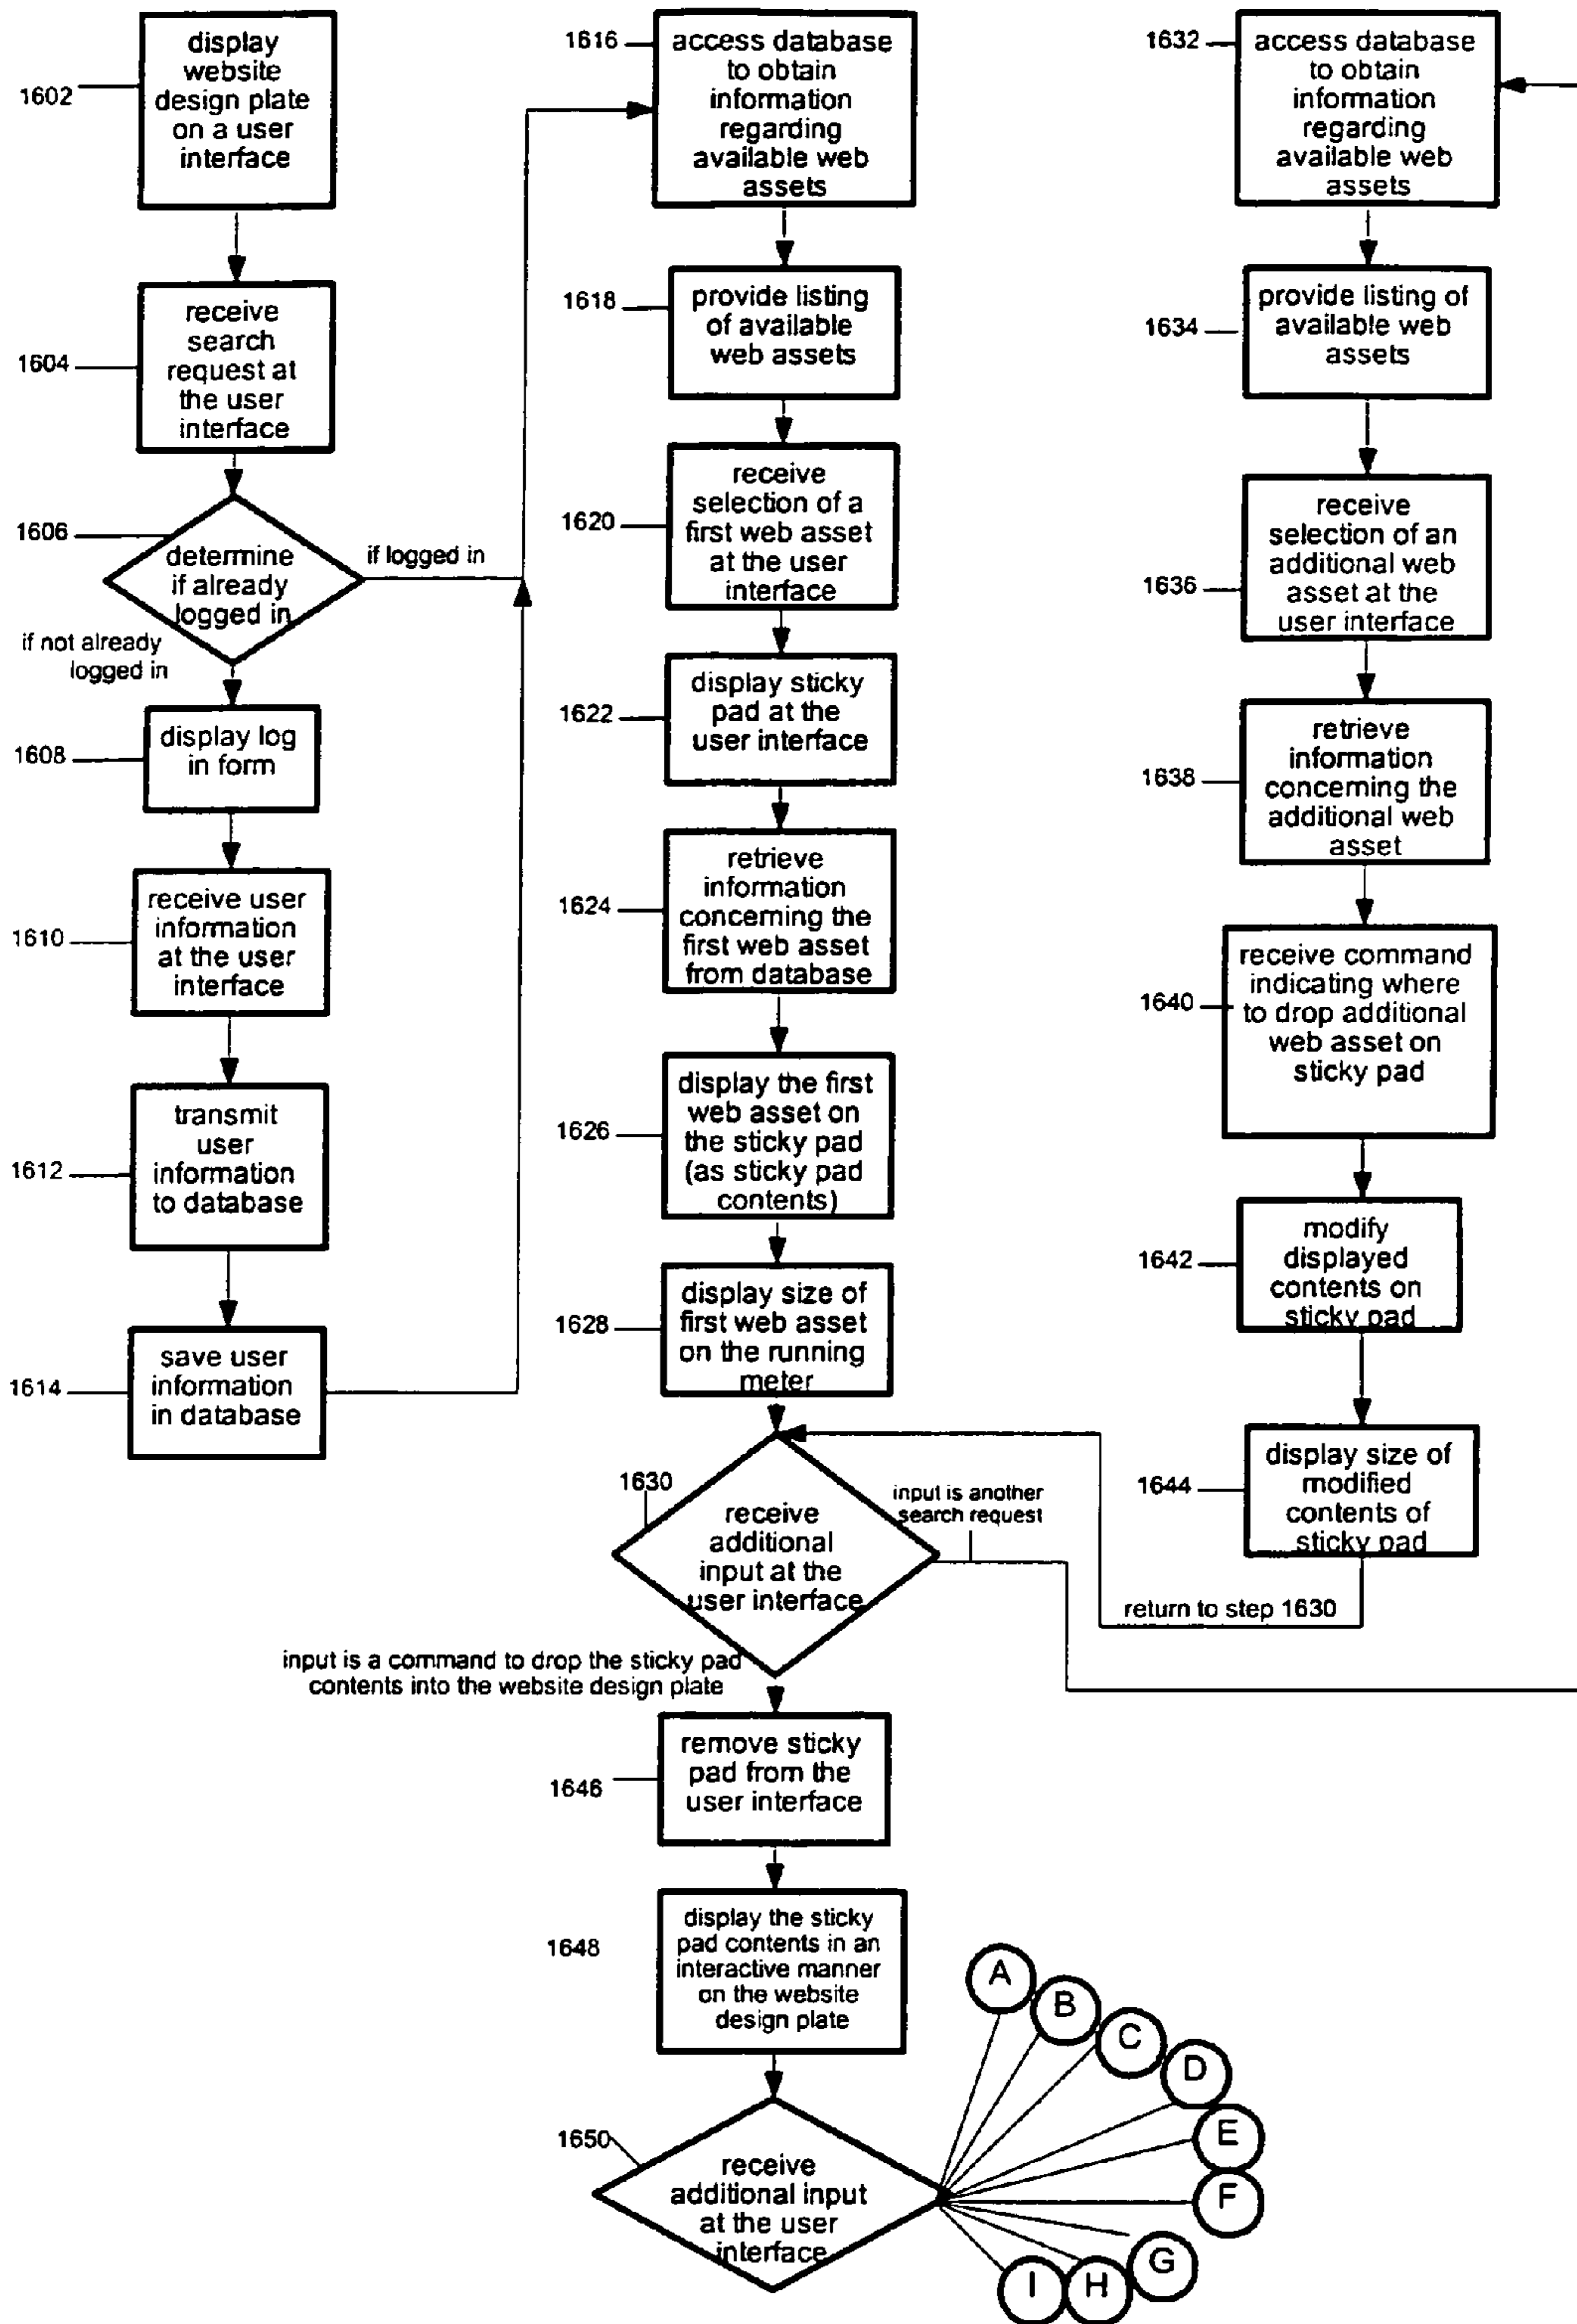 1602
display
website
design plate
on a user
interface
1604
receive
search
request at
the user
interface
1606
determine
if already
logged in
if logged in
if not already
logged in
1608
display log
in form
1610
receive user
information
at the user
interface
1612
transmit
user
information
to database
1614
save user
information
in database
1616
access database
to obtain
information
regarding
available web
assets
1618
provide listing
of available
web assets
1620
receive
selection of a
first web asset
at the user
interface
1622
display sticky
pad at the
user interface
1624
retrieve
information
concerning the
first web asset
from database
1626
display the first
web asset on
the sticky pad
(as sticky pad
contents)
1628
display size of
first web asset
on the running
meter
1630
receive
additional
input at the
user interface
input is another
search request
input is a command to drop the sticky pad
contents into the website design plate
1632
access database
to obtain
information
regarding
available web
assets
1634
provide listing of
available web
assets
1636
receive
selection of an
additional web
asset at the
user interface
1638
retrieve
information
concerning the
additional web
asset
1640
receive command
indicating where
to drop additional
web asset on
sticky pad
1642
modify
displayed
contents on
sticky pad
1644
display size of
modified
contents of
sticky pad
return to step 1630
1646
remove sticky
pad from the
user interface
1648
display the sticky
pad contents in an
interactive manner
on the website
design plate
1650
receive
additional input
at the user
interface
A
B
C
D
E
F
G
H
I